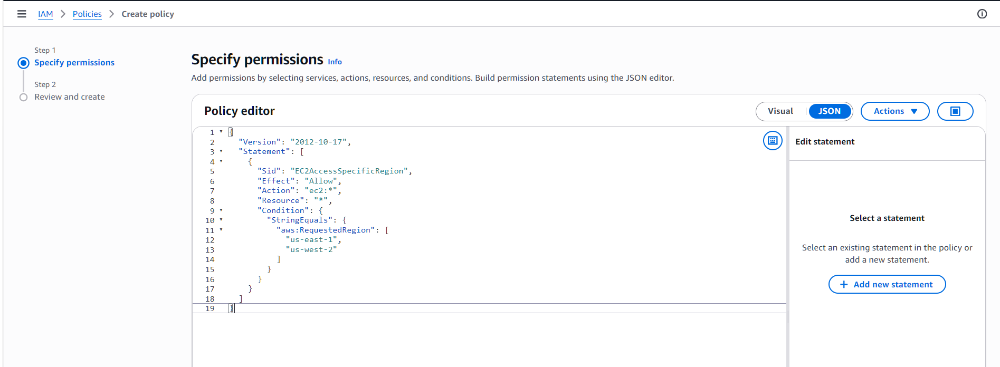 IAM > Policies > Create policy
Step 1
Specify permissions
Step 2
Review and create
Specify permissions Info
Add permissions by selecting services, actions, resources, and conditions. Build permission statements using the JSON editor.
Policy editor
Visual | JSON
Actions ▼
1 ▾ {
2   "Version": "2012-10-17",
3 ▾   "Statement": [
4 ▾     {
5       "Sid": "EC2AccessSpecificRegion",
6       "Effect": "Allow",
7       "Action": "ec2:*",
8       "Resource": "*",
9 ▾       "Condition": {
10 ▾         "StringEquals": {
11 ▾           "aws:RequestedRegion": [
12             "us-east-1",
13             "us-west-2"
14           ]
15         }
16       }
17     }
18   ]
19 }
Edit statement
Select a statement
Select an existing statement in the policy or
add a new statement.
+ Add new statement